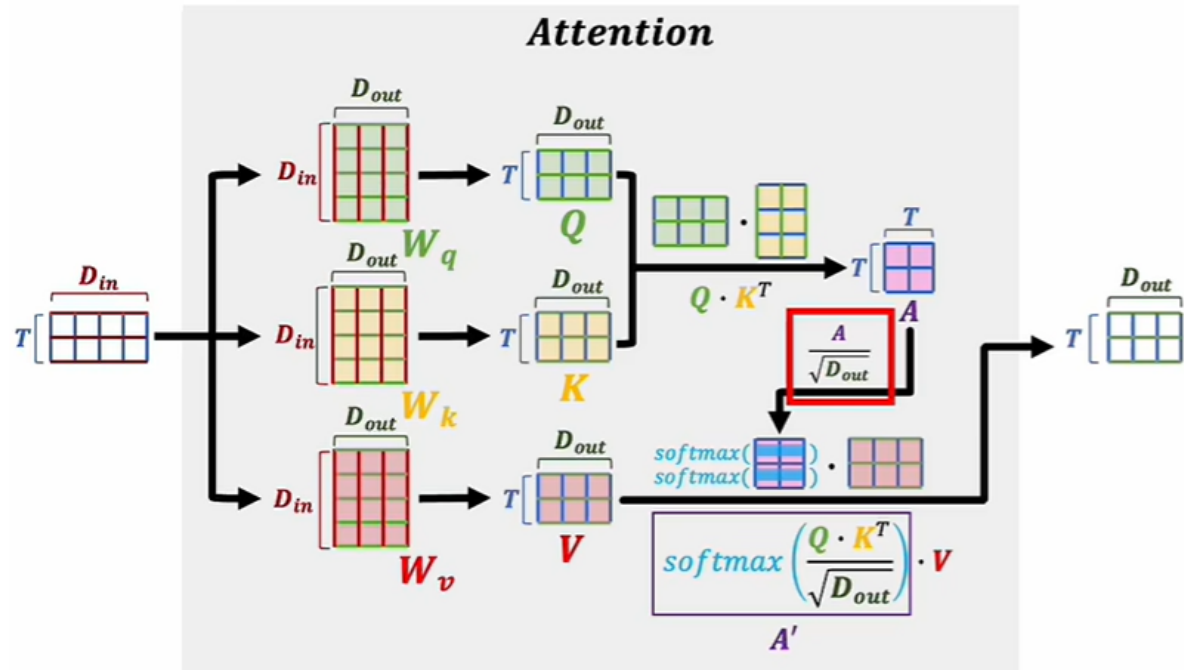 Attention
D_out
D_in
W_q
D_out
T
Q
D_out
D_in
W_k
D_out
T
K
D_out
D_in
W_v
D_out
T
V
D_in
T
·
Q · K^T
T
T
A
A
√D_out
softmax( ) ·
softmax( )
softmax(Q · K^T / √D_out) · V
A′
D_out
T